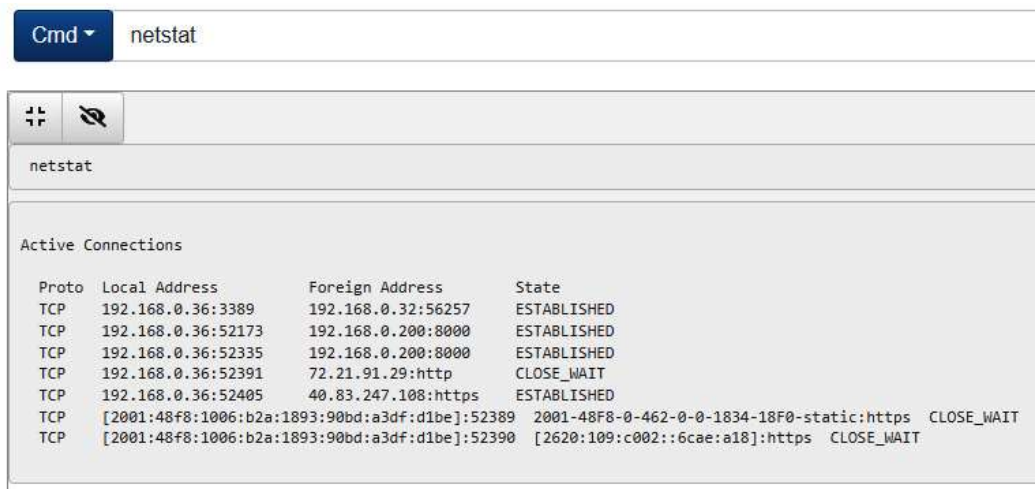 Cmd netstat
netstat
Active Connections
Proto Local Address Foreign Address State
TCP 192.168.0.36:3389 192.168.0.32:56257 ESTABLISHED
TCP 192.168.0.36:52173 192.168.0.200:8000 ESTABLISHED
TCP 192.168.0.36:52335 192.168.0.200:8000 ESTABLISHED
TCP 192.168.0.36:52391 72.21.91.29:http CLOSE_WAIT
TCP 192.168.0.36:52405 40.83.247.108:https ESTABLISHED
TCP [2001:48f8:1006:b2a:1893:90bd:a3df:d1be]:52389 2001-48F8-0-462-0-0-1834-18F0-static:https CLOSE_WAIT
TCP [2001:48f8:1006:b2a:1893:90bd:a3df:d1be]:52390 [2620:109:c002::6cae:a18]:https CLOSE_WAIT